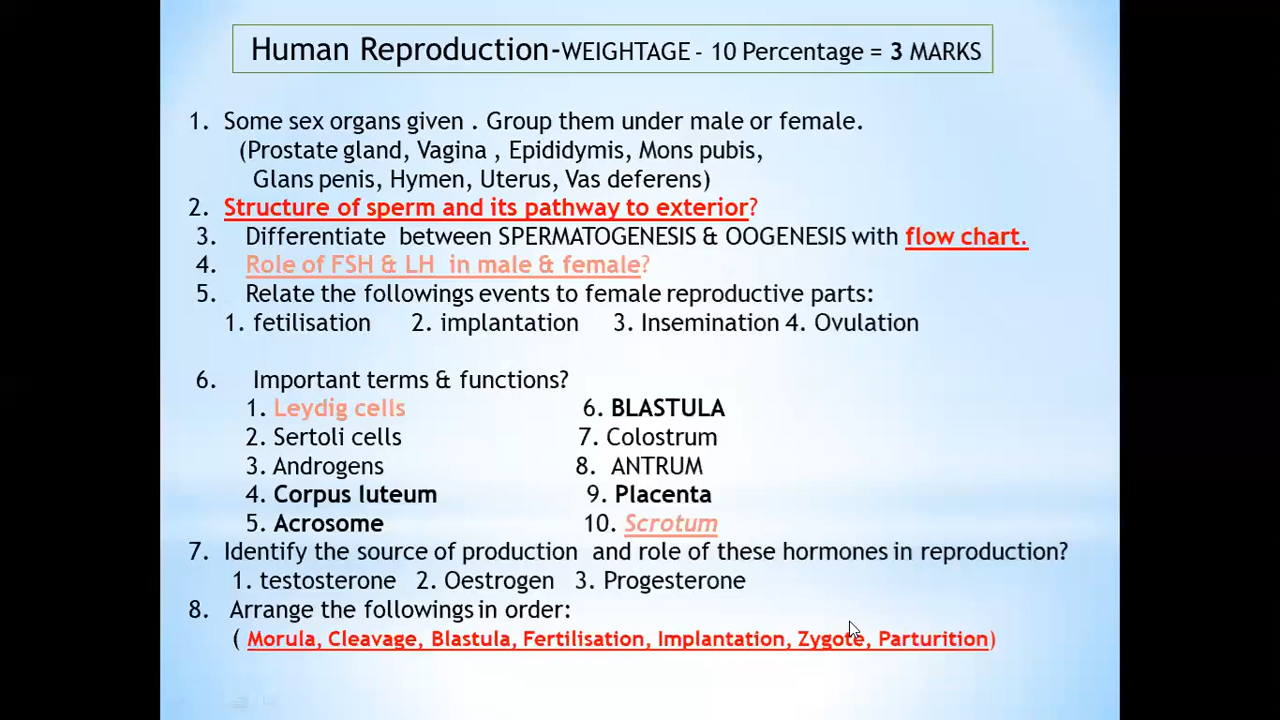 Human Reproduction-WEIGHTAGE - 10 Percentage = 3 MARKS
1. Some sex organs given . Group them under male or female.
(Prostate gland, Vagina , Epididymis, Mons pubis,
Glans penis, Hymen, Uterus, Vas deferens)
2. Structure of sperm and its pathway to exterior?
3. Differentiate between SPERMATOGENESIS & OOGENESIS with flow chart.
4. Role of FSH & LH in male & female?
5. Relate the followings events to female reproductive parts:
1. fetilisation 2. implantation 3. Insemination 4. Ovulation
6. Important terms & functions?
1. Leydig cells 6. BLASTULA
2. Sertoli cells 7. Colostrum
3. Androgens 8. ANTRUM
4. Corpus luteum 9. Placenta
5. Acrosome 10. Scrotum
7. Identify the source of production and role of these hormones in reproduction?
1. testosterone 2. Oestrogen 3. Progesterone
8. Arrange the followings in order:
( Morula, Cleavage, Blastula, Fertilisation, Implantation, Zygote, Parturition)